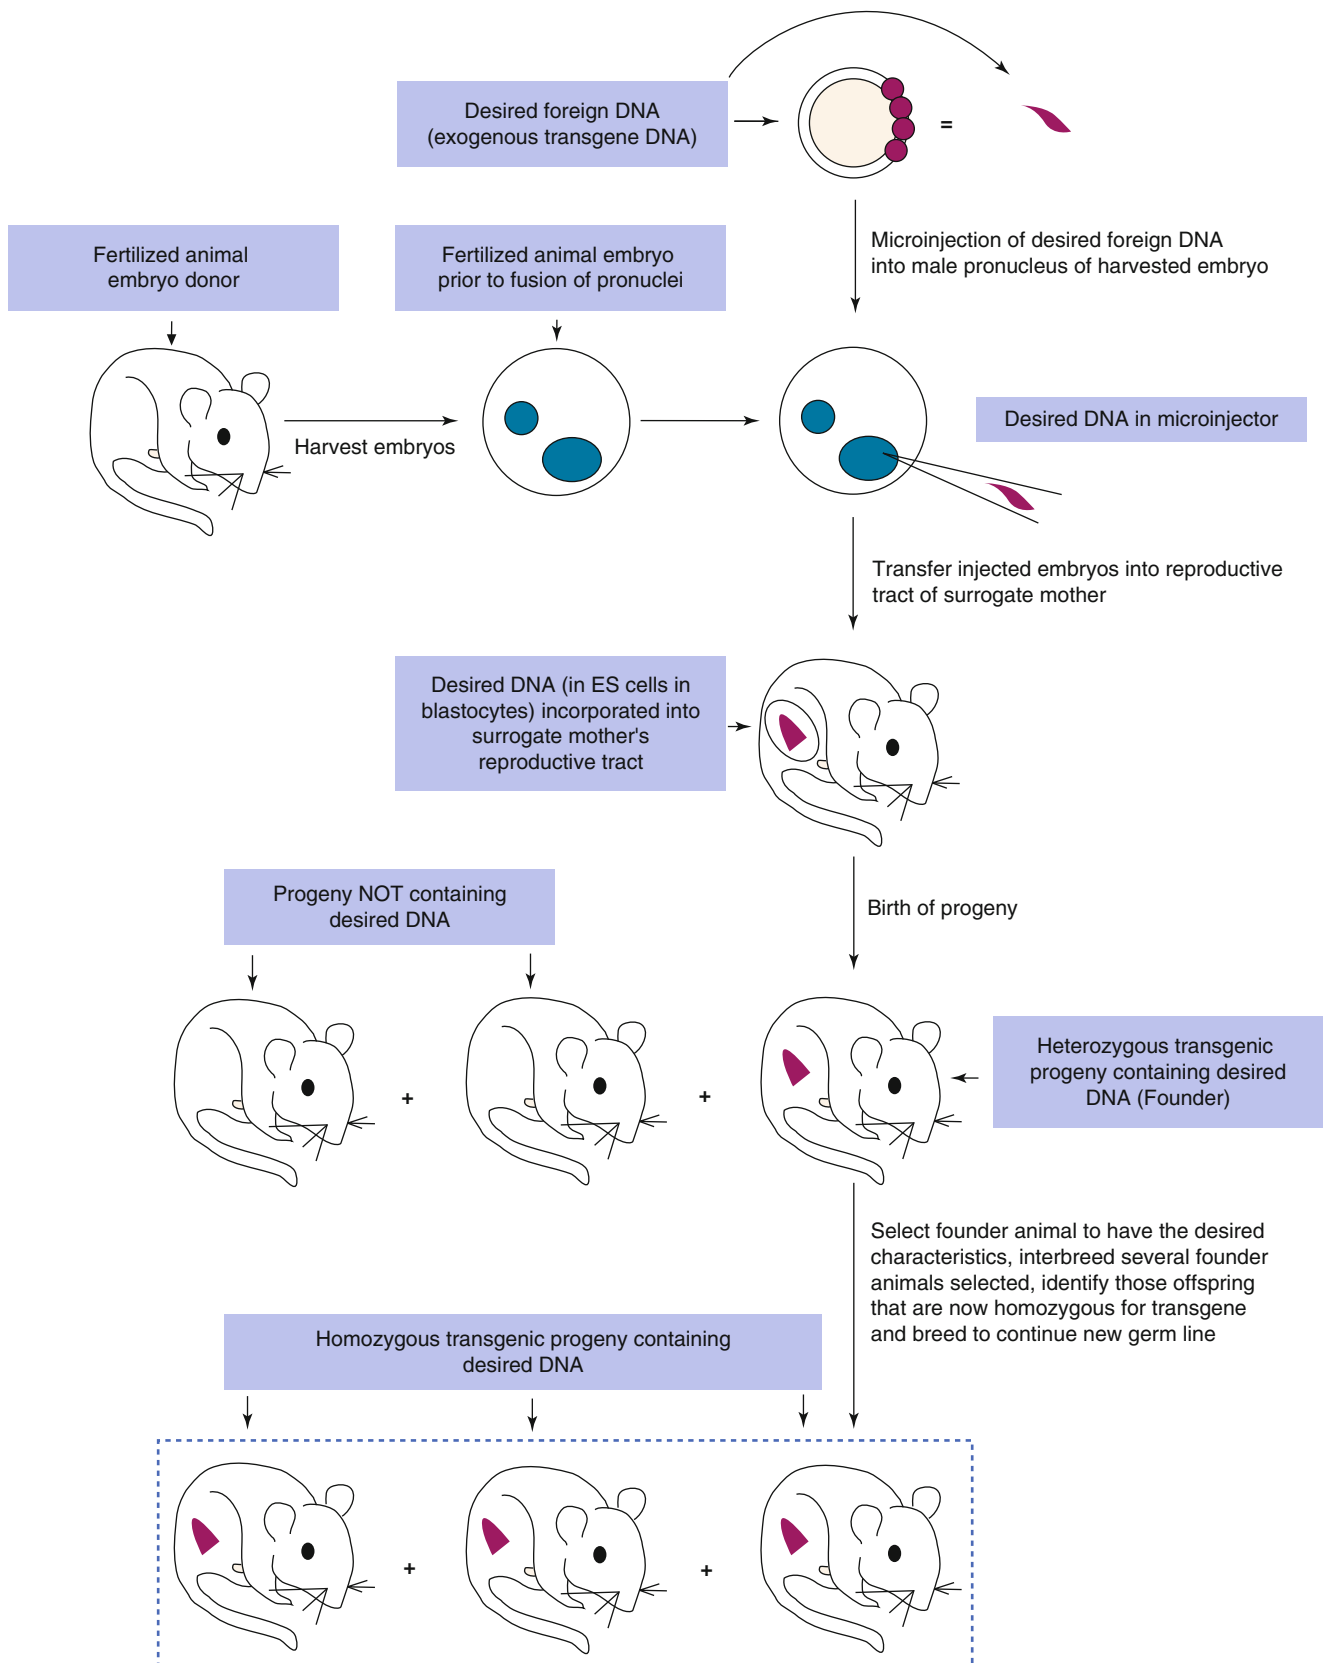 Desired foreign DNA
(exogenous transgene DNA)
=
Microinjection of desired foreign DNA
into male pronucleus of harvested embryo
Fertilized animal
embryo donor
Fertilized animal embryo
prior to fusion of pronuclei
Harvest embryos
Desired DNA in microinjector
Transfer injected embryos into reproductive
tract of surrogate mother
Desired DNA (in ES cells in
blastocytes) incorporated into
surrogate mother's
reproductive tract
Birth of progeny
Progeny NOT containing
desired DNA
+
+
Heterozygous transgenic
progeny containing desired
DNA (Founder)
Select founder animal to have the desired
characteristics, interbreed several founder
animals selected, identify those offspring
that are now homozygous for transgene
and breed to continue new germ line
Homozygous transgenic progeny containing
desired DNA
+
+